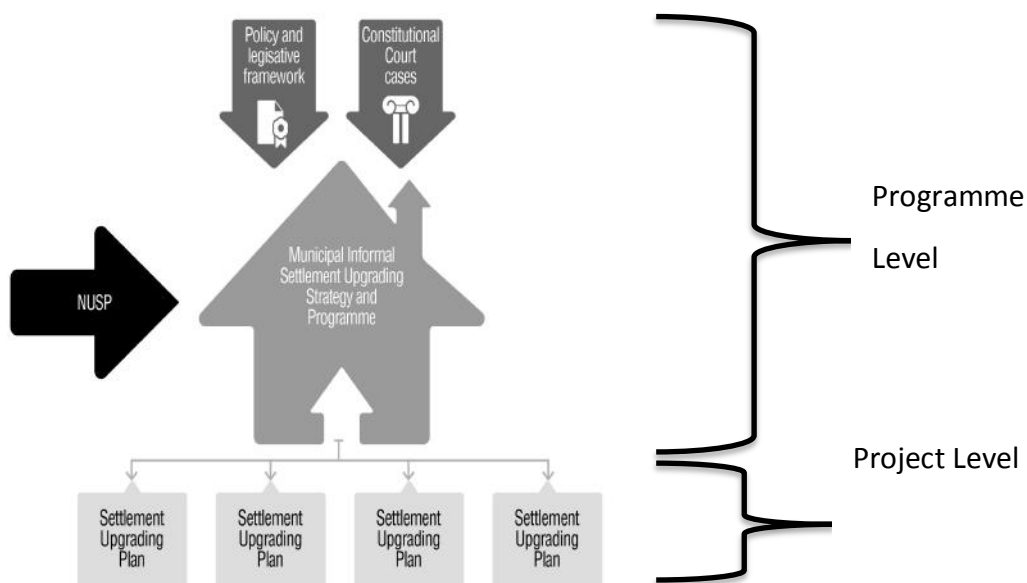 Policy and
legisative
framework
Constitutional
Court
cases
Programme
Level
NUSP
Municipal Informal
Settlement Upgrading
Strategy and
Programme
Project Level
Settlement
Upgrading
Plan
Settlement
Upgrading
Plan
Settlement
Upgrading
Plan
Settlement
Upgrading
Plan